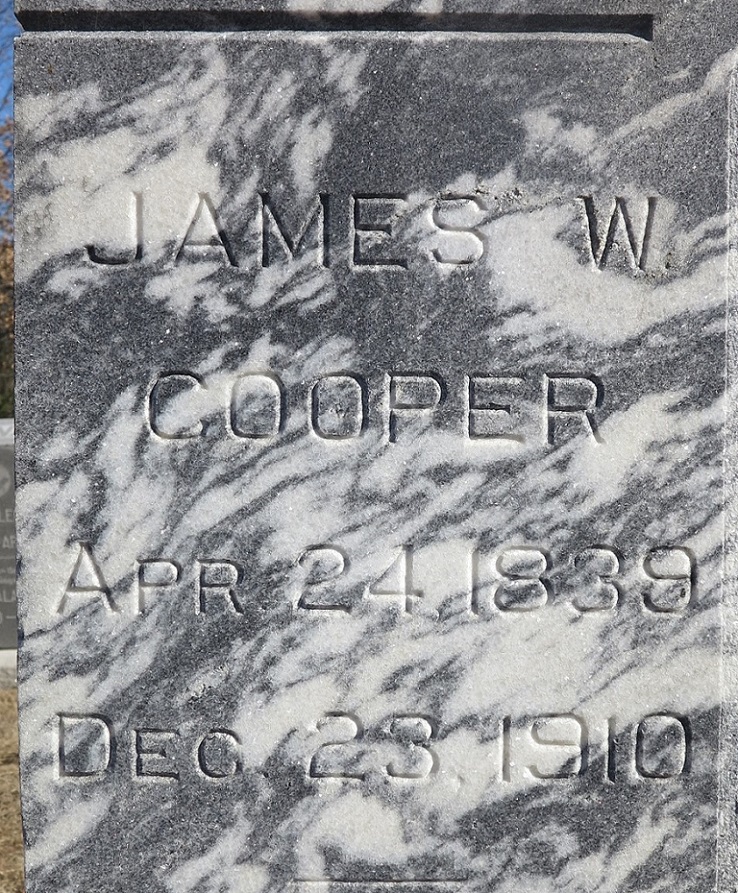 JAMES W
COOPER
APR. 24, 1839
DEC. 23, 1910